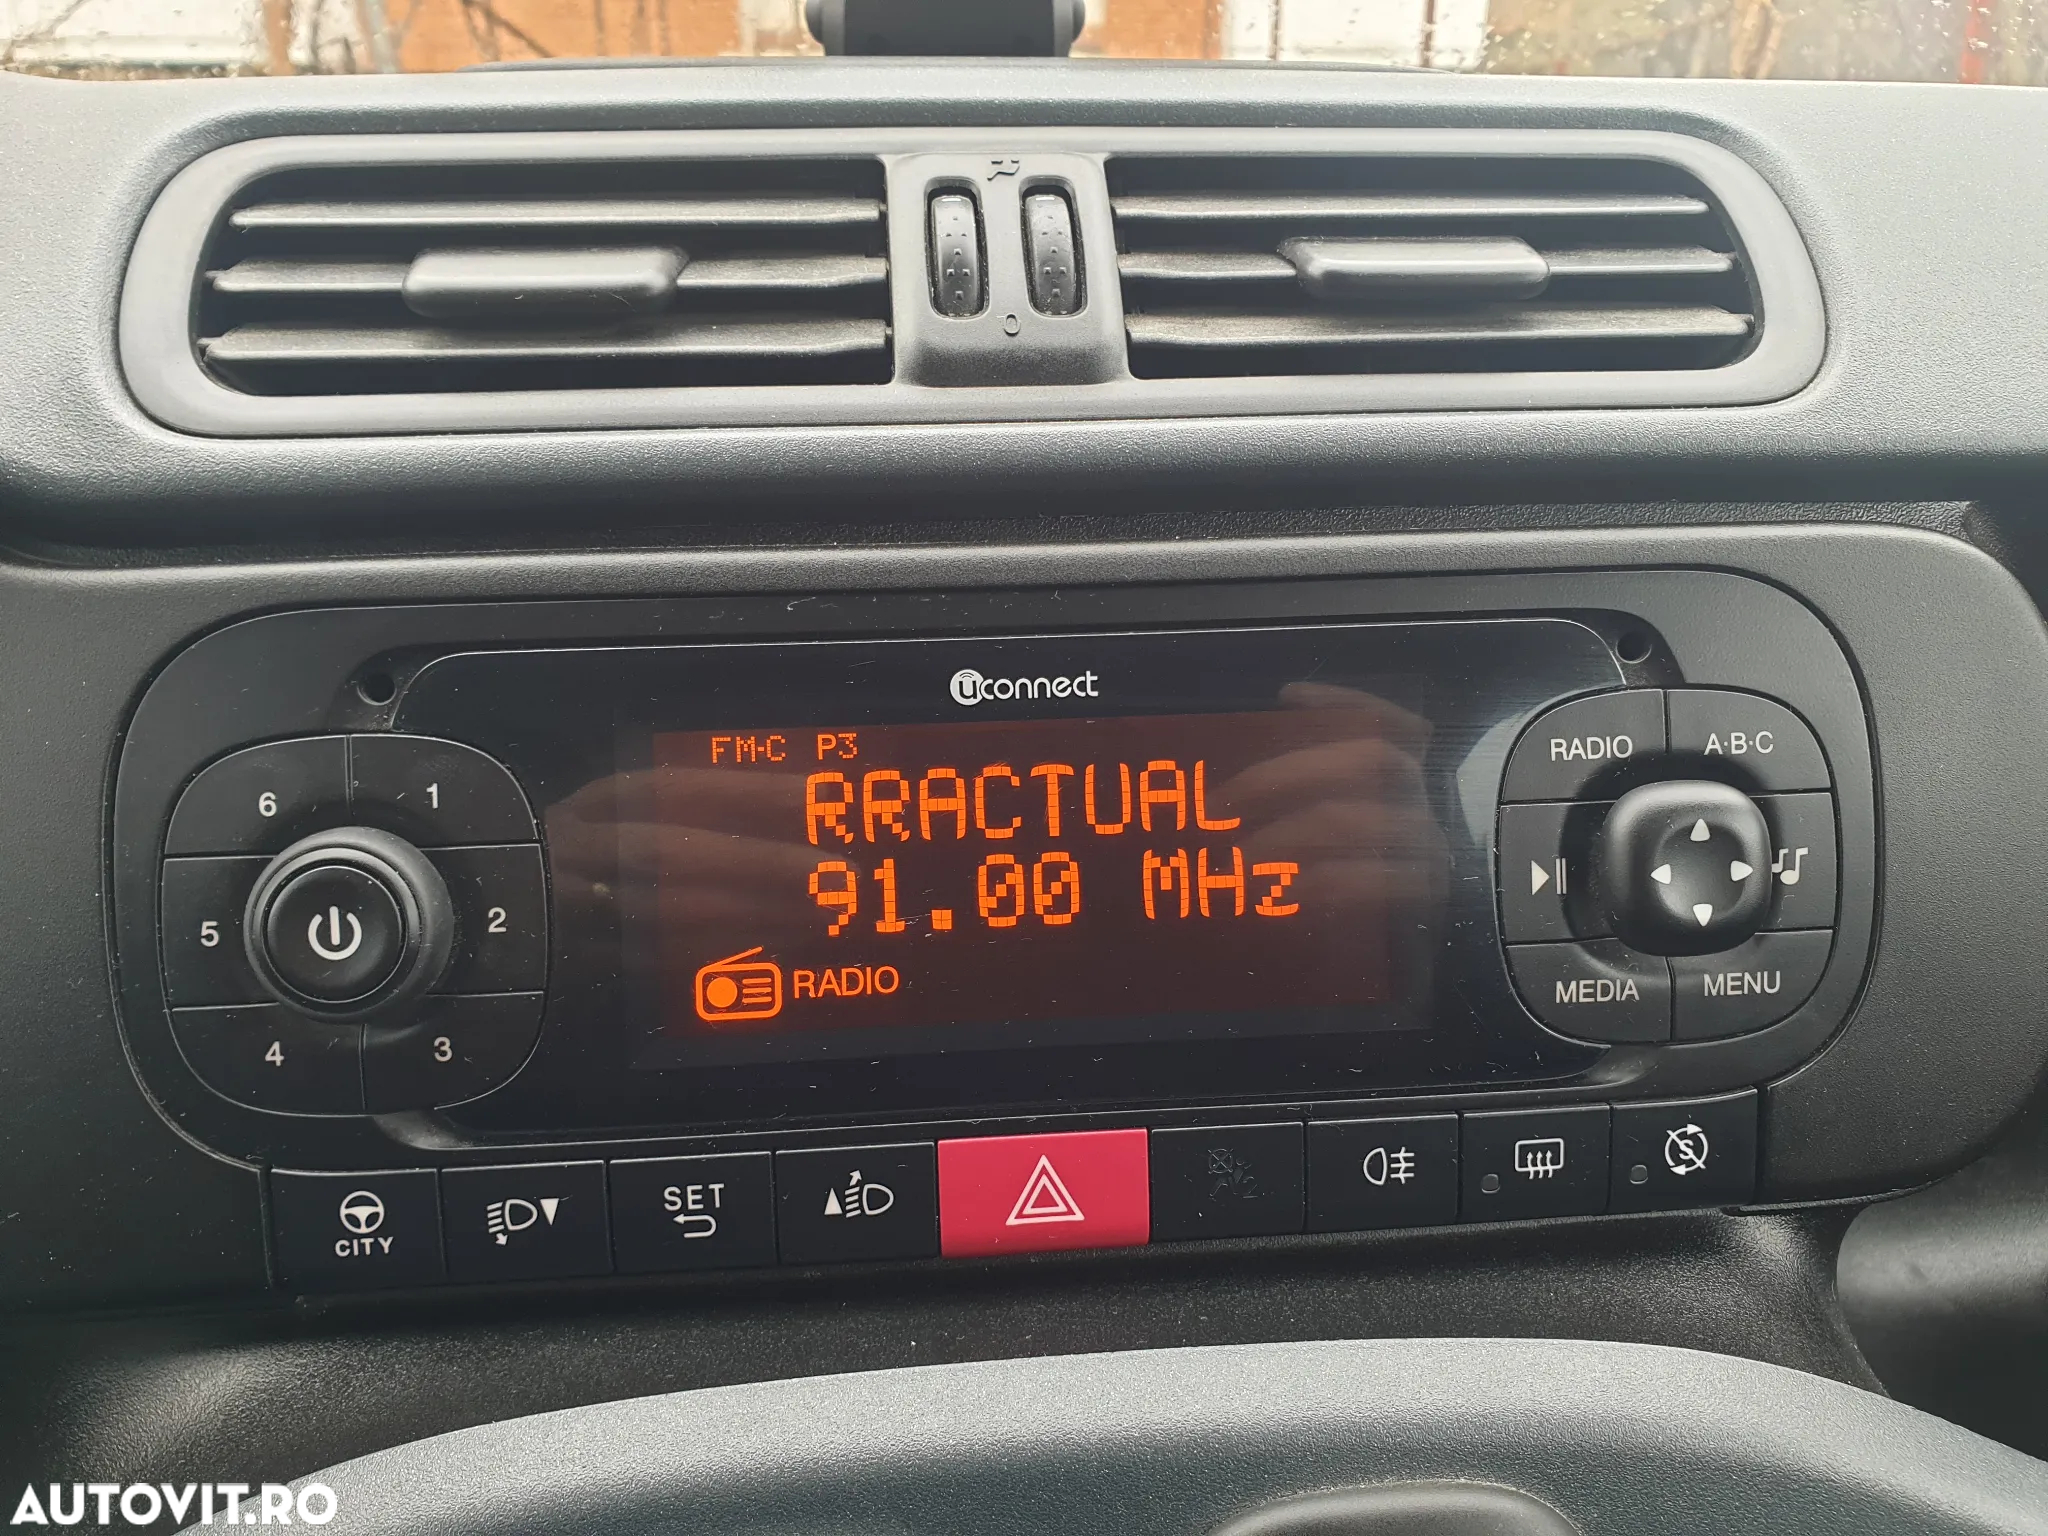 uconnect
FM-C P3
RRACTUAL
91.00 MHz
RADIO
6 1
5 2
4 3
RADIO A·B·C
MEDIA MENU
CITY
SET
S
0
AUTOVIT.RO